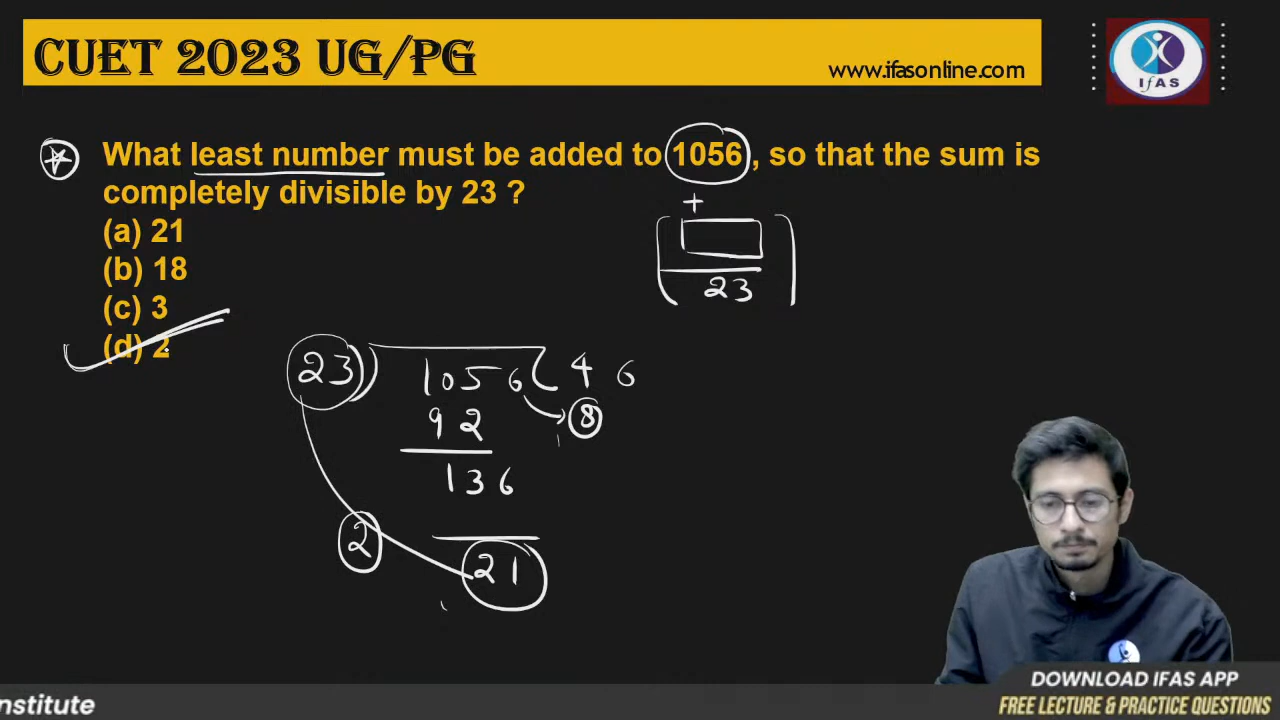 CUET 2023 UG/PG
www.ifasonline.com
IFAS
What least number must be added to 1056 , so that the sum is
completely divisible by 23 ?
(a) 21
(b) 18
(c) 3
(d) 2
+
23
23) 1056 ( 46
8
92
136
2
21
DOWNLOAD IFAS APP
FREE LECTURE & PRACTICE QUESTIONS
nstitute